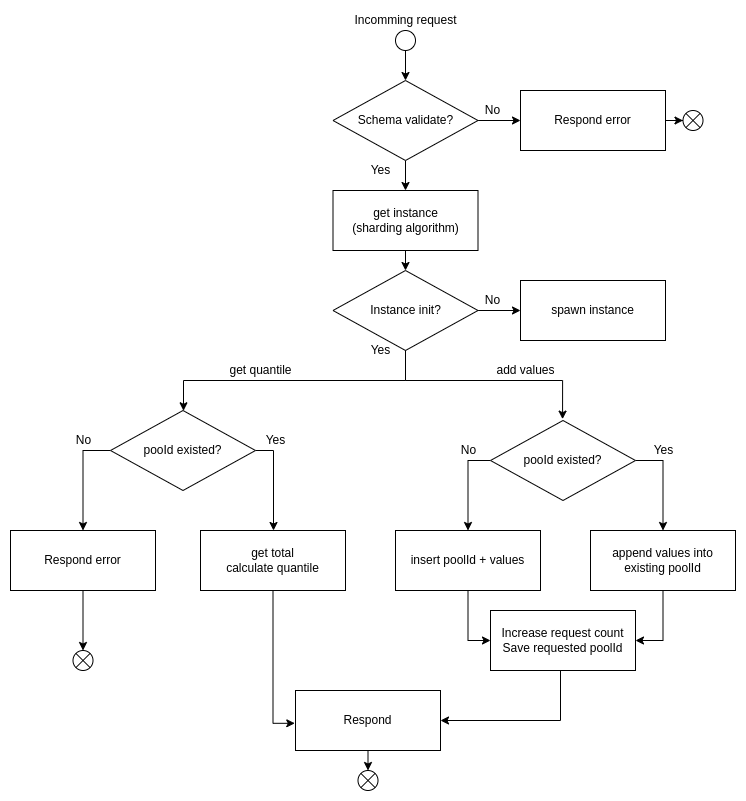 Incomming request
Schema validate?
No
Respond error
Yes
get instance
(sharding algorithm)
Instance init?
No
spawn instance
Yes
get quantile
add values
No
poold existed?
Yes
No
poold existed?
Yes
Respond error
get total
calculate quantile
insert poolId + values
append values into
existing poolId
Increase request count
Save requested poolId
Respond